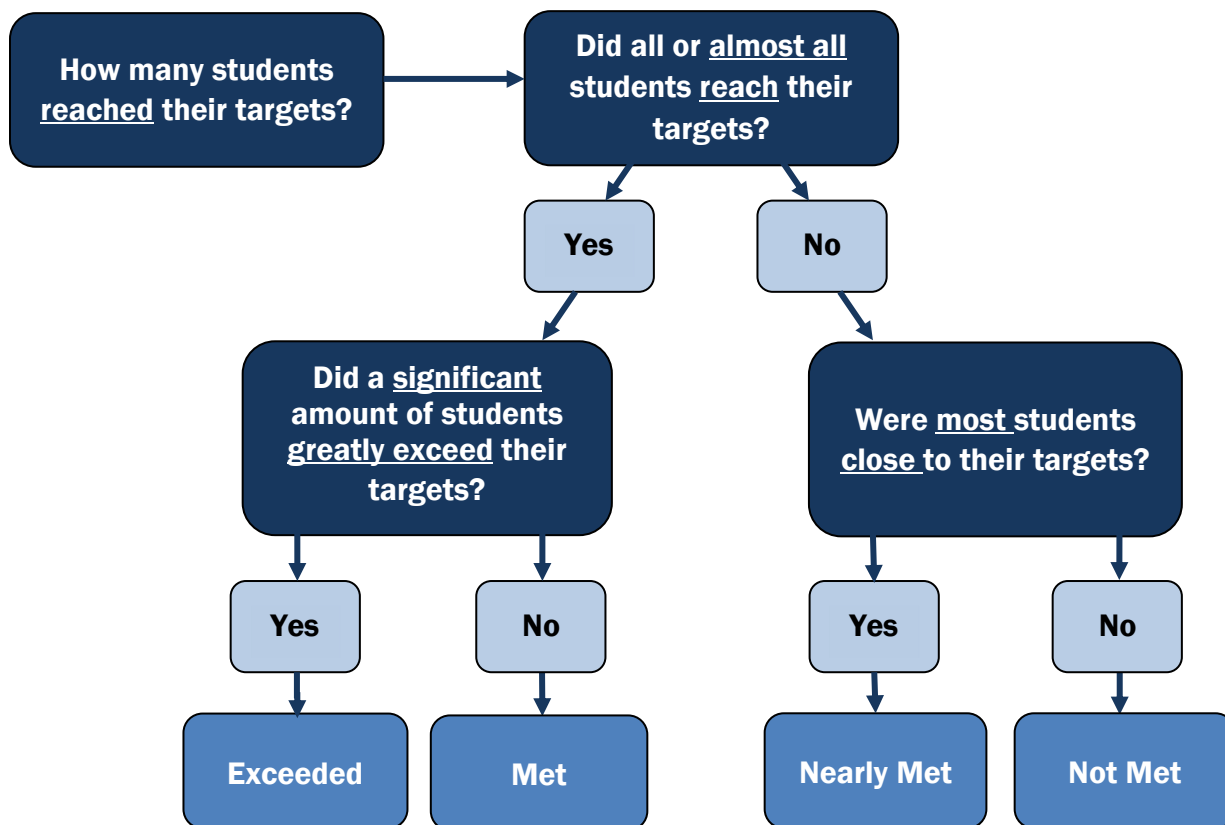 How many students
reached their targets?
Did all or almost all
students reach their
targets?
Yes
No
Did a significant
amount of students
greatly exceed their
targets?
Were most students
close to their targets?
Yes
No
Yes
No
Exceeded
Met
Nearly Met
Not Met